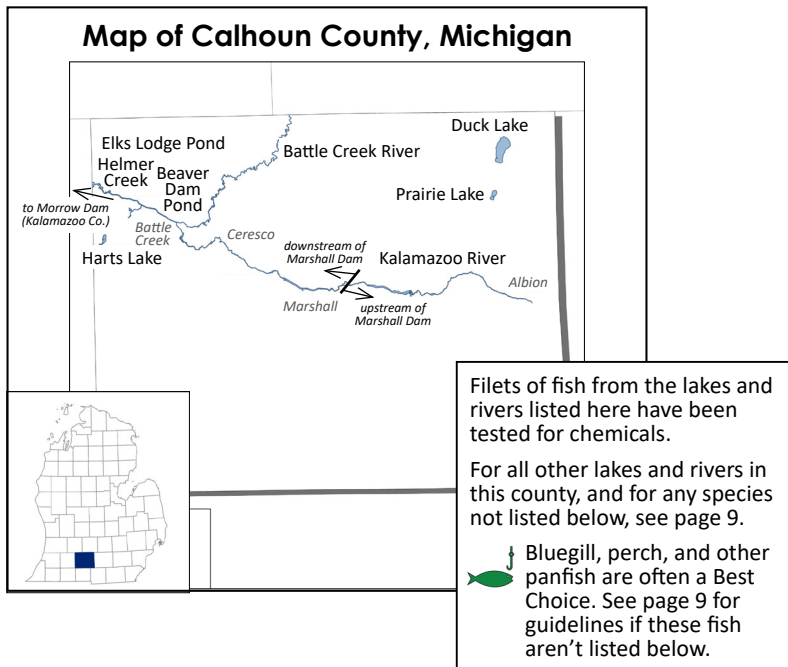 Map of Calhoun County, Michigan
Duck Lake
Elks Lodge Pond
Battle Creek River
Helmer
Creek
Beaver
Dam
Pond
Prairie Lake
to Morrow Dam
(Kalamazoo Co.)
Battle
Creek
Ceresco
Harts Lake
downstream of
Marshall Dam
Kalamazoo River
Albion
Marshall
upstream of
Marshall Dam
Filets of fish from the lakes and
rivers listed here have been
tested for chemicals.
For all other lakes and rivers in
this county, and for any species
not listed below, see page 9.
Bluegill, perch, and other
panfish are often a Best
Choice. See page 9 for
guidelines if these fish
aren't listed below.